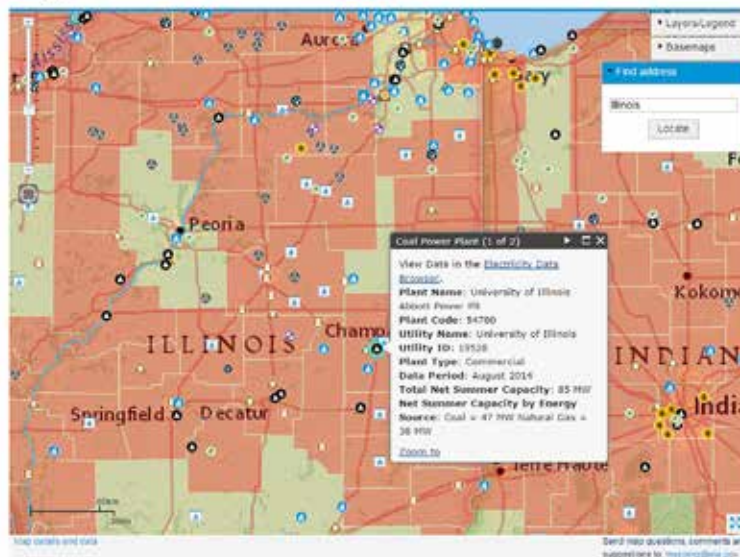 Aurora
Layers/Legend
Basemaps
Find address
Illinois
Locate
Peoria
Coal Power Plant (1 of 2)
View Data in the Electricity Data
Browser.
Plant Name: University of Illinois
Abbott Power Plt
Plant Code: 54780
Utility Name: University of Illinois
Utility ID: 19528
Plant Type: Commercial
Data Period: August 2014
Total Net Summer Capacity: 85 MW
Net Summer Capacity by Energy
Source: Coal = 47 MW Natural Gas =
38 MW
Zoom to
Kokomo
Champa
ILLINOIS
INDIAN
Springfield
Decatur
India
Terre Haute
Map details and data
Send map questions, comments a
suggestions to: